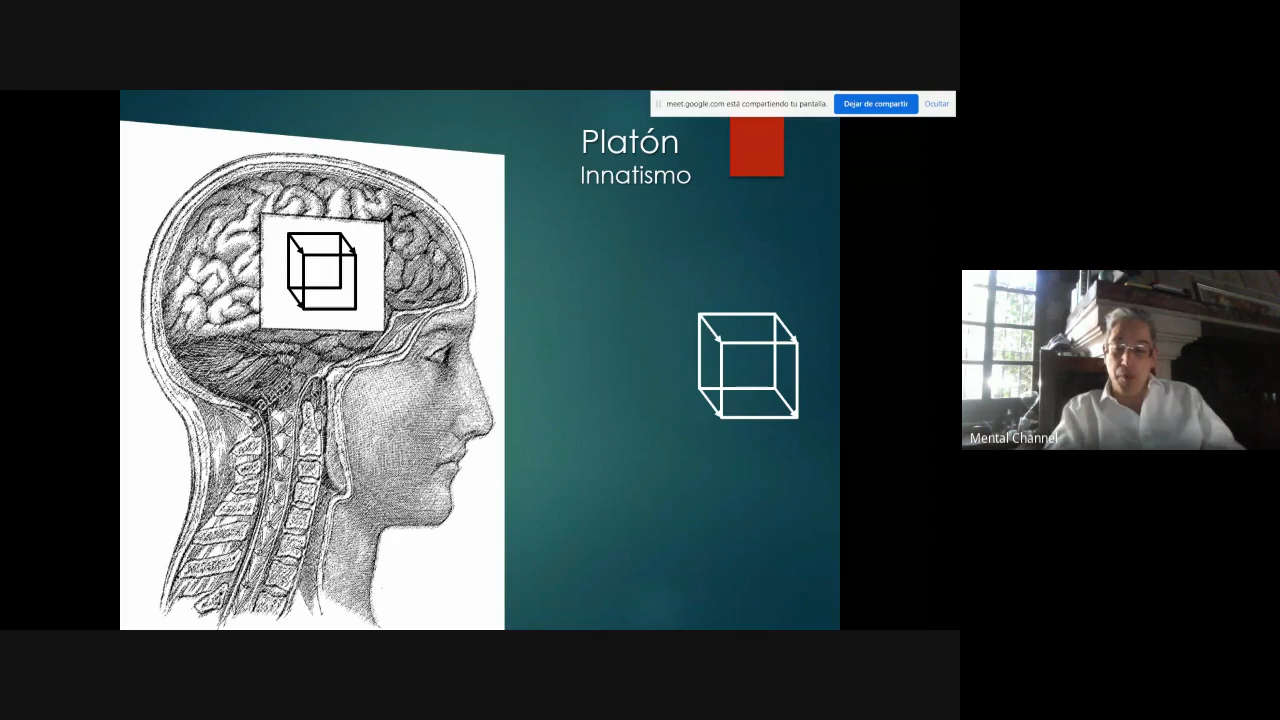 meet.google.com está compartiendo tu pantalla.
Dejar de compartir
Ocultar
Platón
Innatismo
Mental Channel